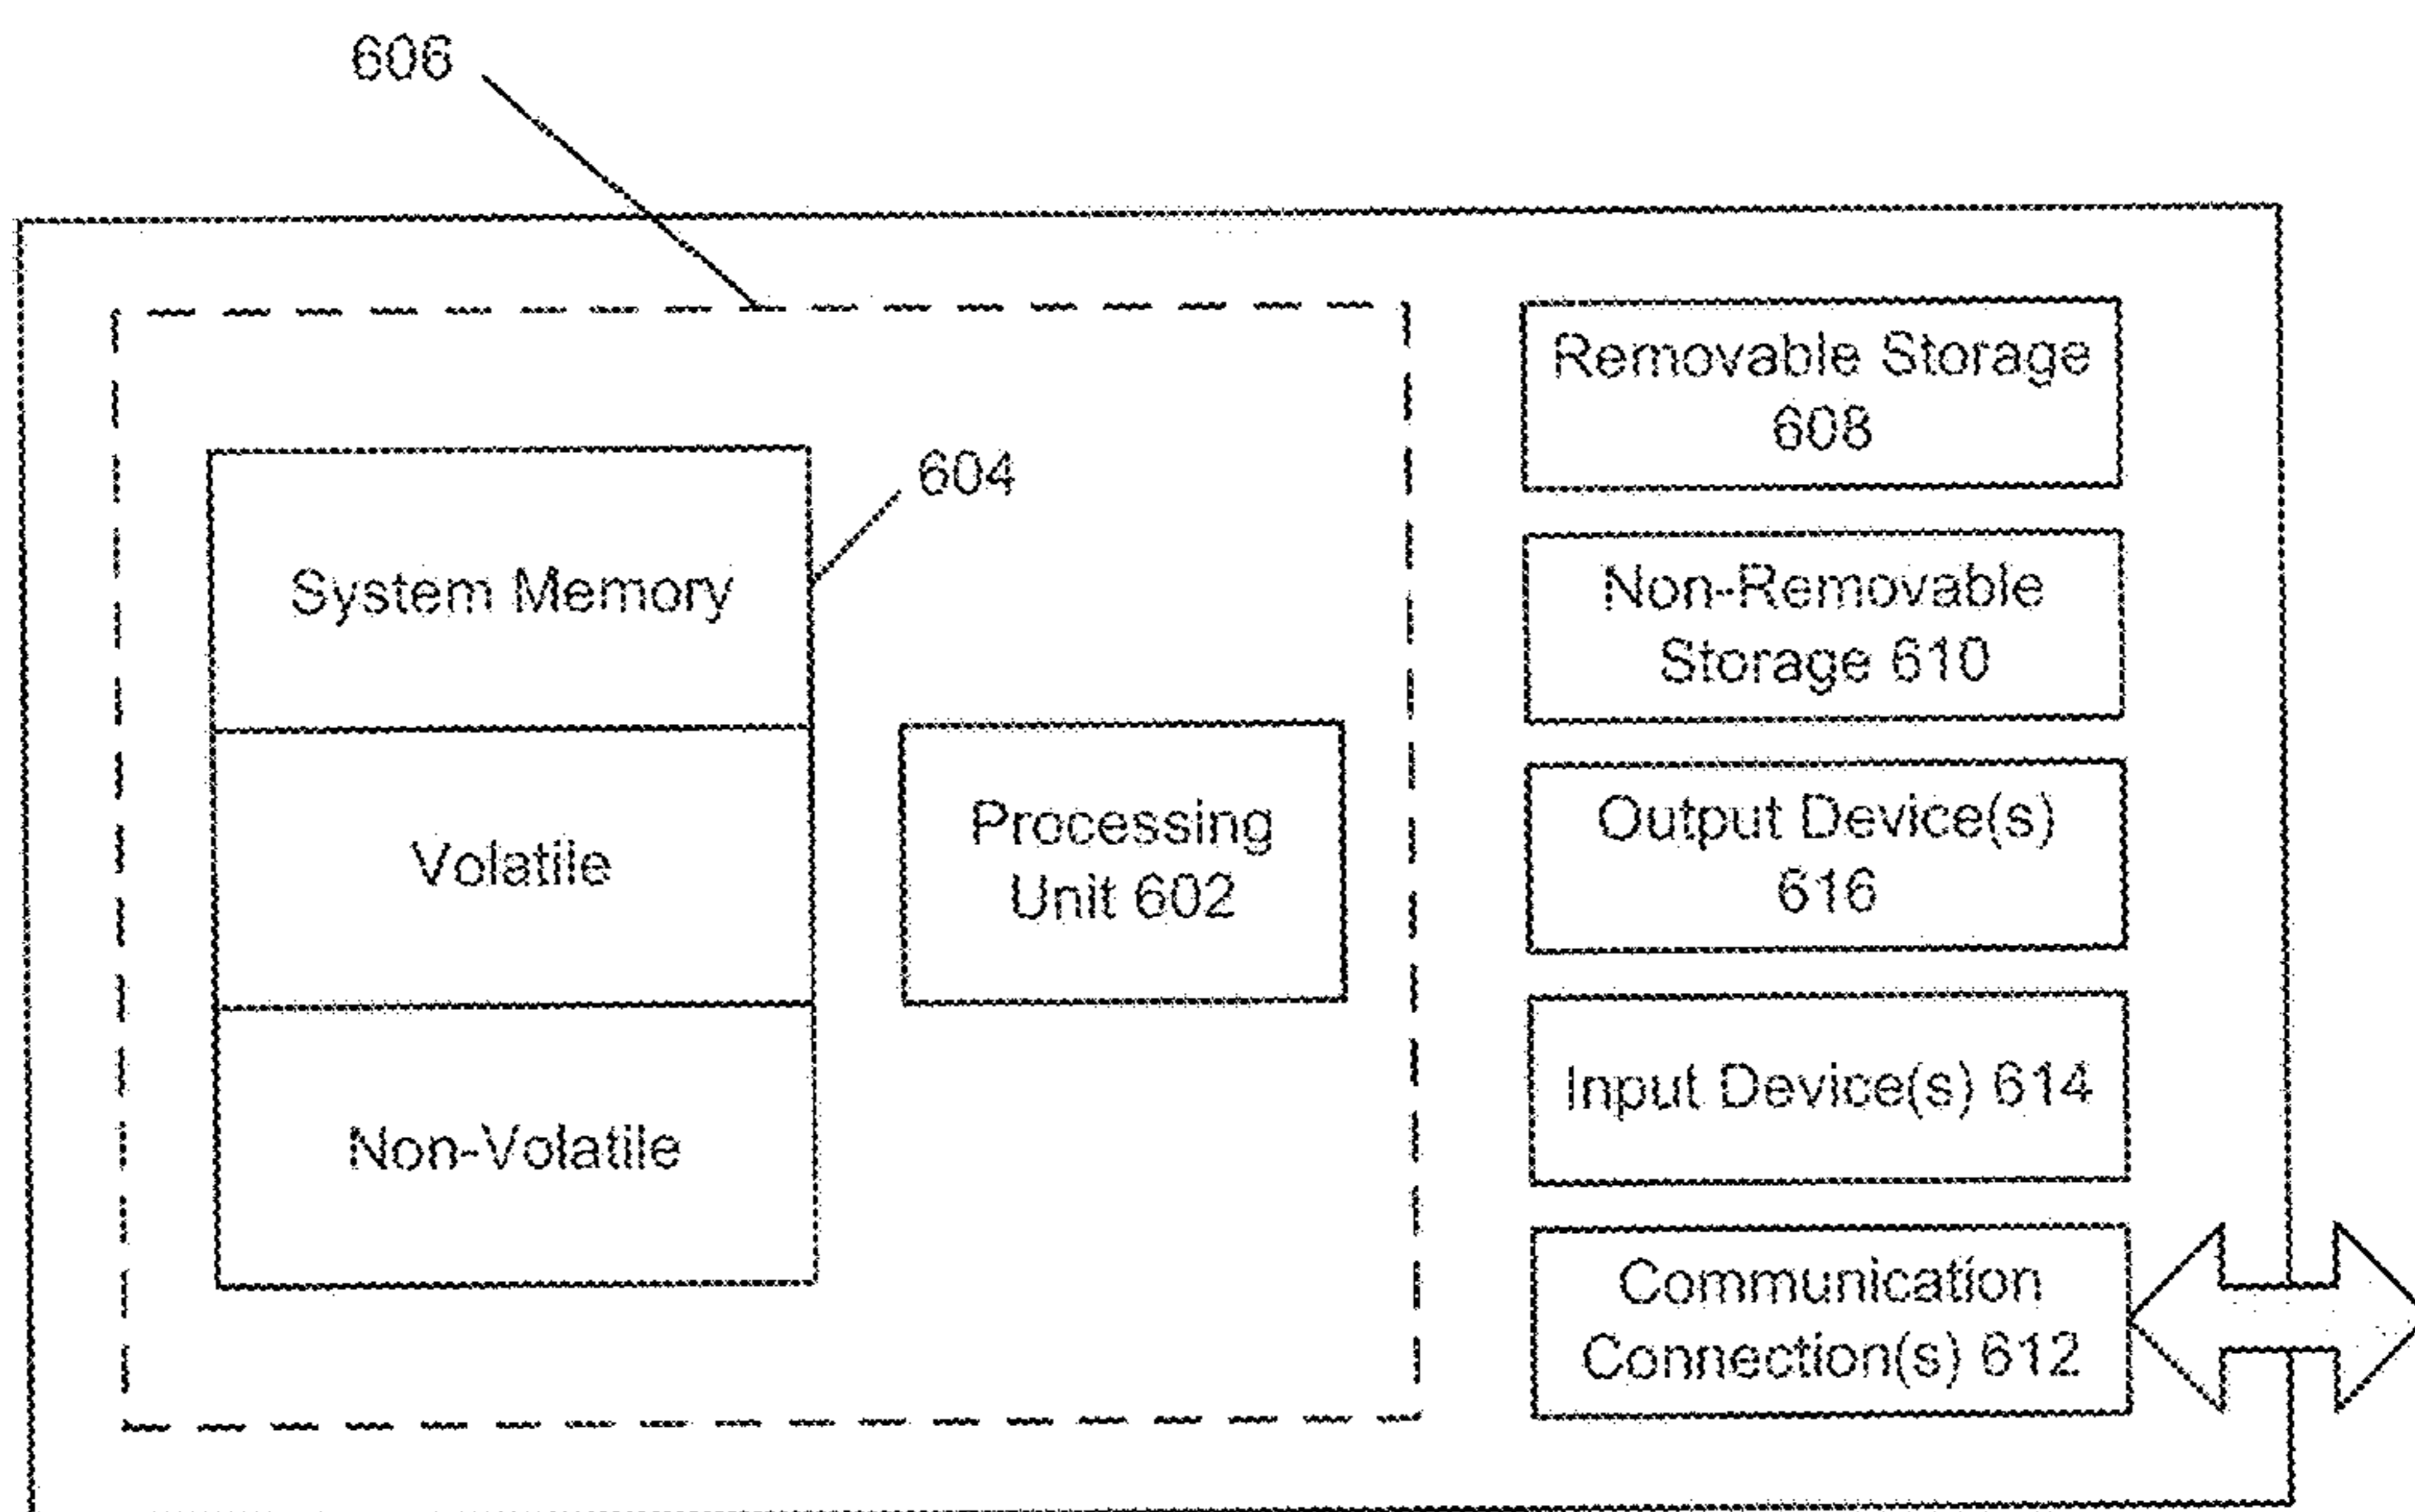 606
604
System Memory
Volatile
Non-Volatile
Processing
Unit 602
Removable Storage
608
Non-Removable
Storage 610
Output Device(s)
616
Input Device(s) 614
Communication
Connection(s) 612